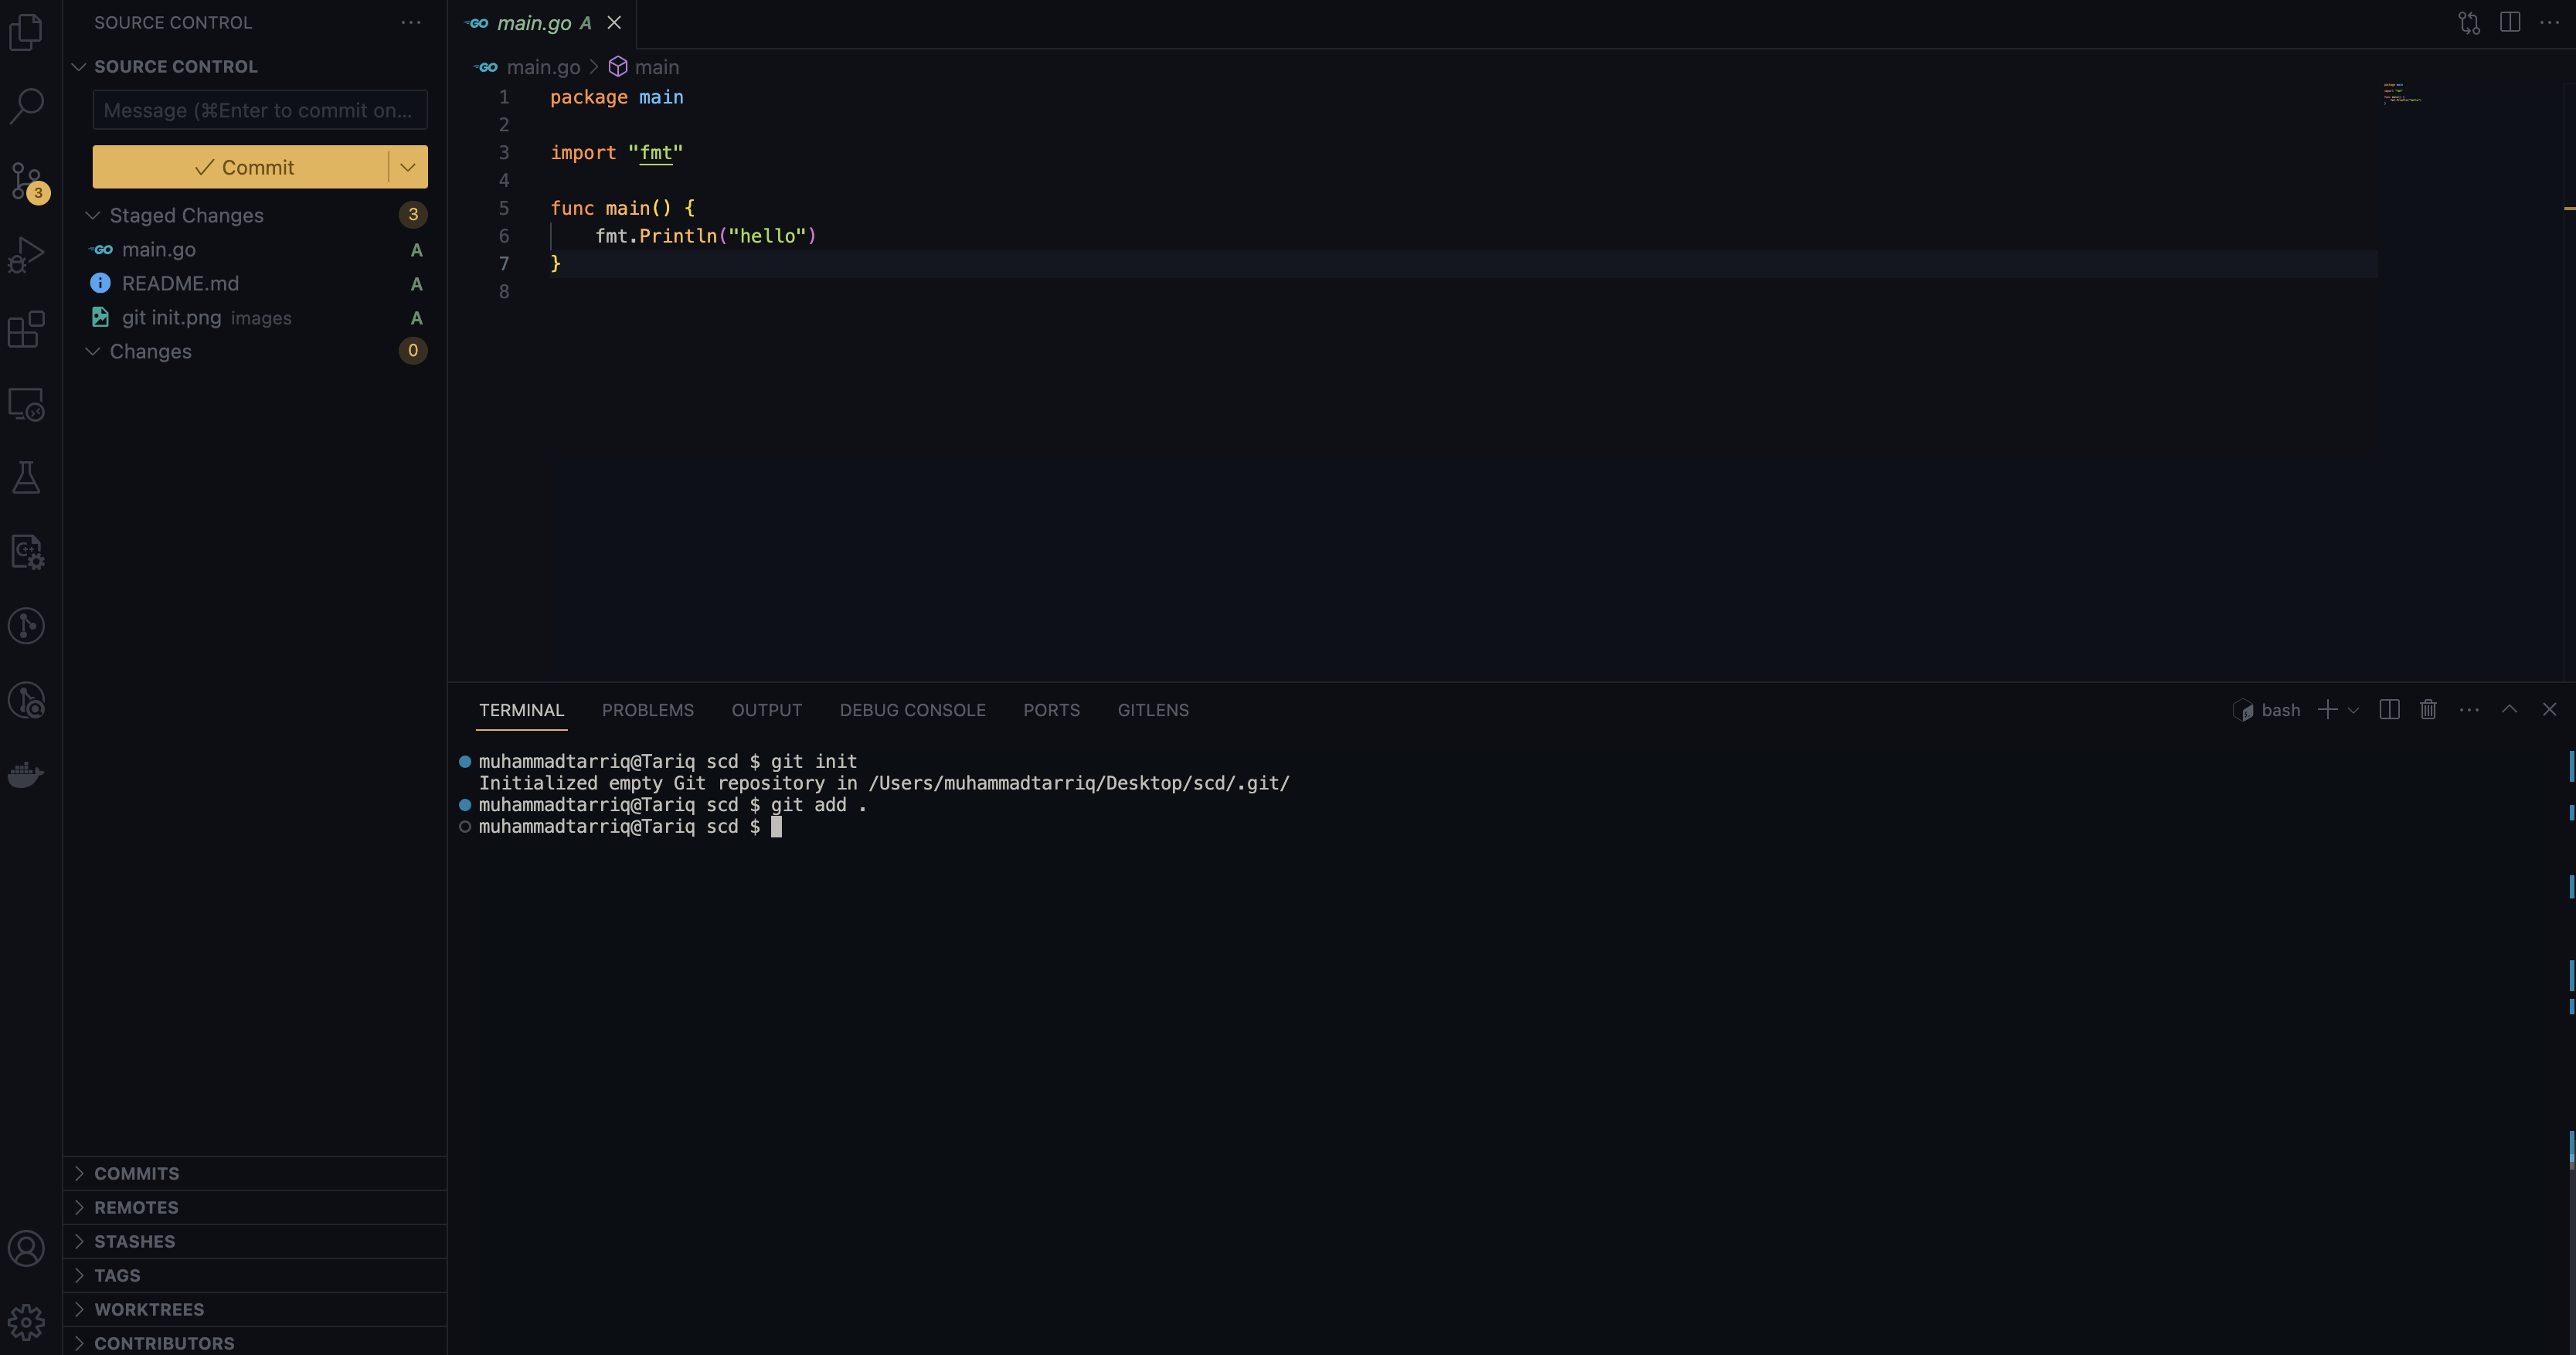 SOURCE CONTROL
SOURCE CONTROL
Message (⌘Enter to commit on...
Commit
3
Staged Changes 3
main.go A
README.md A
git init.png images A
Changes 0
COMMITS
REMOTES
STASHES
TAGS
WORKTREES
CONTRIBUTORS
GO main.go A
GO main.go > main
1 package main
2
3 import "fmt"
4
5 func main() {
6 fmt.Println("hello")
7 }
8
TERMINAL PROBLEMS OUTPUT DEBUG CONSOLE PORTS GITLENS
bash
muhammadtarriq@Tariq scd $ git init
Initialized empty Git repository in /Users/muhammadtarriq/Desktop/scd/.git/
muhammadtarriq@Tariq scd $ git add .
muhammadtarriq@Tariq scd $